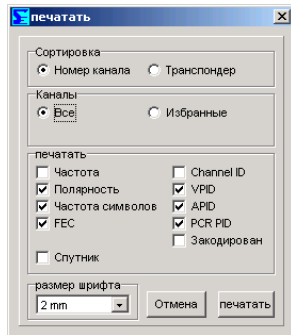 печатать
Сортировка
Номер канала Транспондер
Каналы
Все Избранные
печатать
Частота Channel ID
Полярность VPID
Частота символов APID
FEC PCR PID
Закодирован
Спутник
размер шрифта
2 mm Отмена печатать